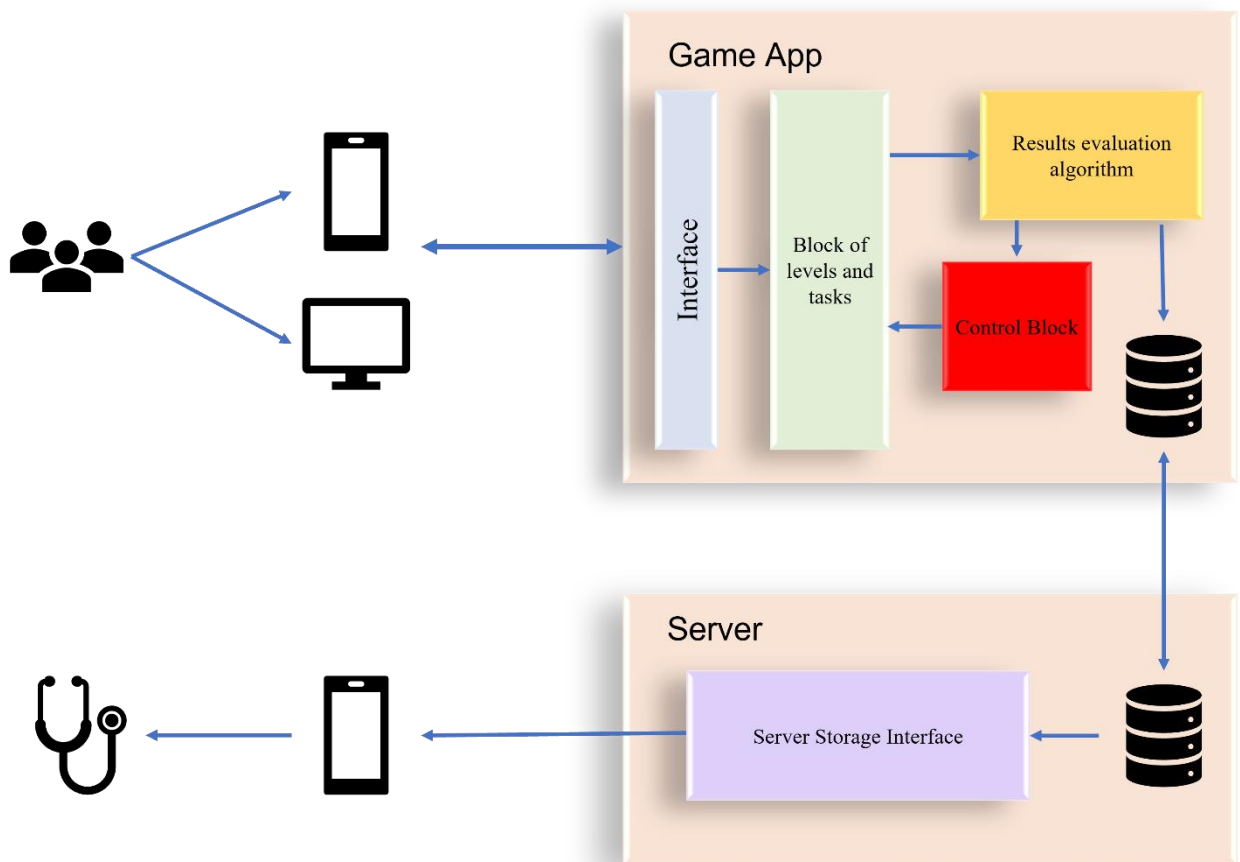 Game App
Interface
Block of
levels and
tasks
Results evaluation
algorithm
Control Block
Server
Server Storage Interface